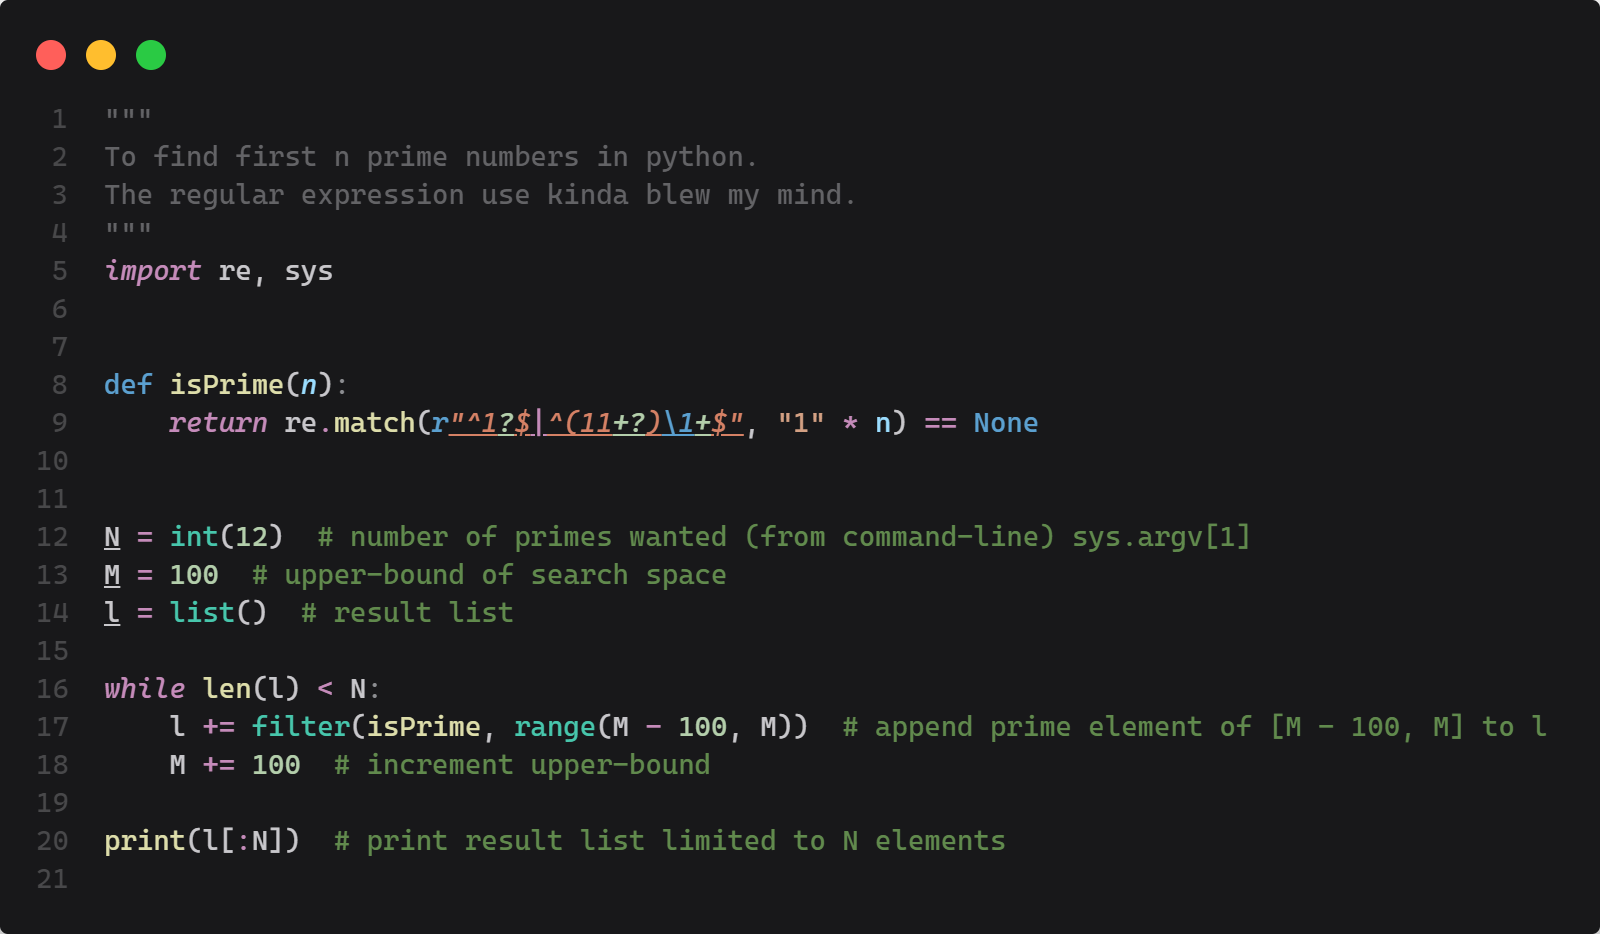 1 """
2 To find first n prime numbers in python.
3 The regular expression use kinda blew my mind.
4 """
5 import re, sys
6
7
8 def isPrime(n):
9     return re.match(r"^1?$|^(11+?)\1+$", "1" * n) == None
10
11
12 N = int(12)  # number of primes wanted (from command-line) sys.argv[1]
13 M = 100  # upper-bound of search space
14 l = list()  # result list
15
16 while len(l) < N:
17     l += filter(isPrime, range(M - 100, M))  # append prime element of [M - 100, M] to l
18     M += 100  # increment upper-bound
19
20 print(l[:N])  # print result list limited to N elements
21